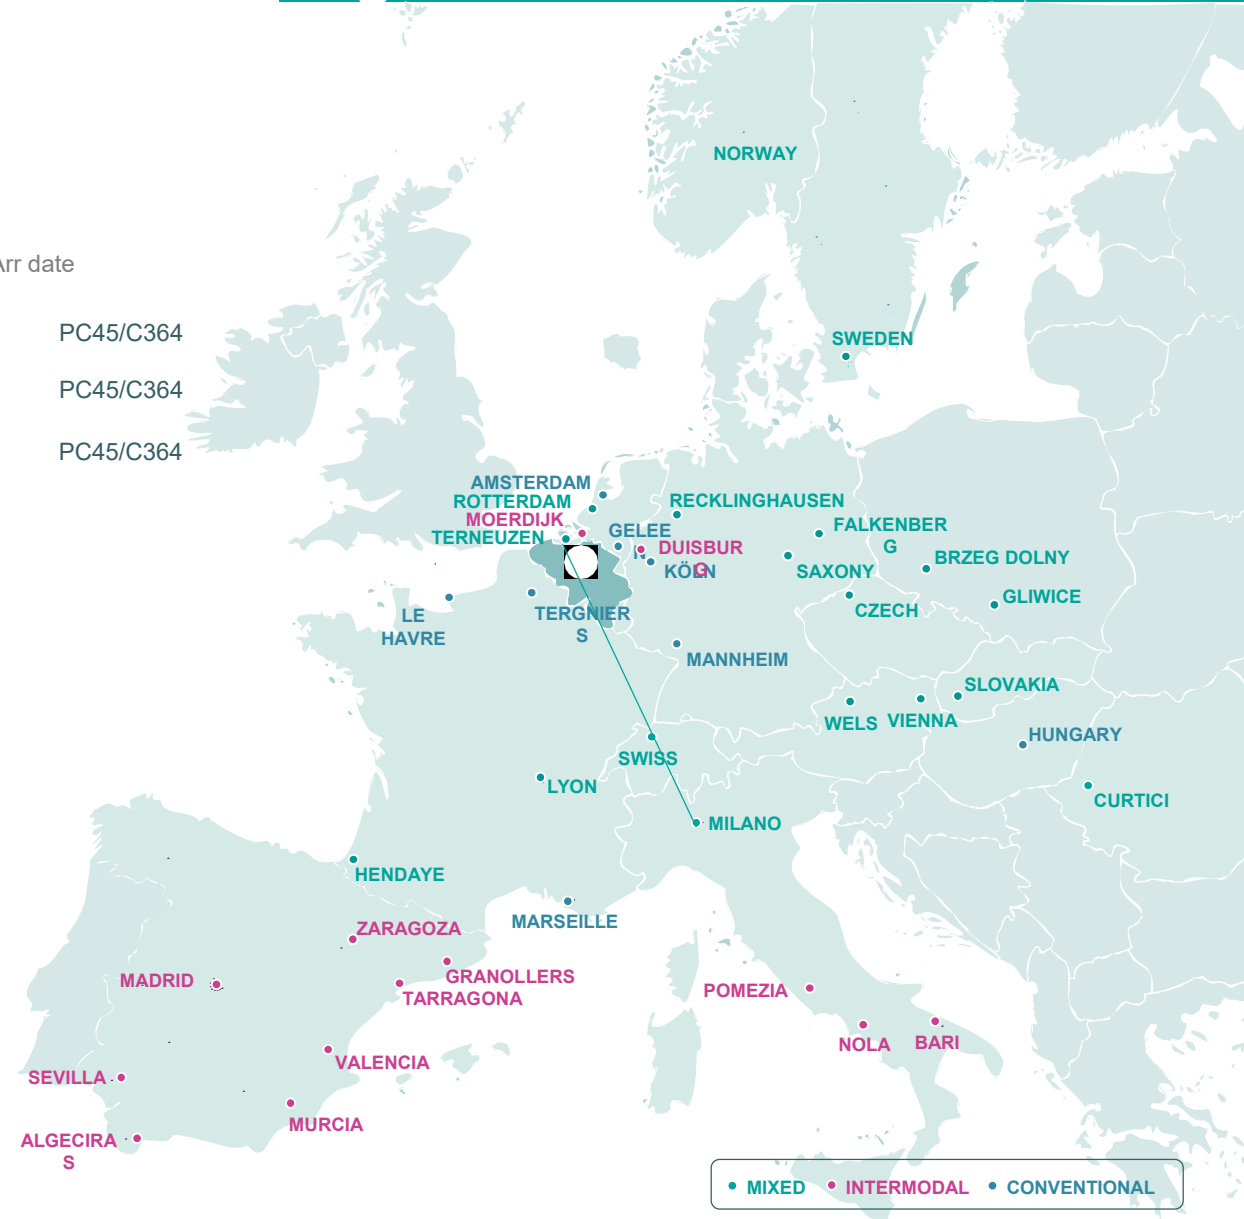 NORWAY
Arr date
PC45/C364
SWEDEN
PC45/C364
PC45/C364
AMSTERDAM
ROTTERDAM
RECKLINGHAUSEN
MOERDIJK
TERNEUZEN
GELEE
N
FALKENBER
G
DUISBUR
G
KÖLN
SAXONY
BRZEG DOLNY
GLIWICE
CZECH
LE
HAVRE
TERGNIER
S
MANNHEIM
SLOVAKIA
WELS
VIENNA
HUNGARY
SWISS
LYON
CURTICI
MILANO
HENDAYE
MARSEILLE
ZARAGOZA
GRANOLLERS
MADRID
TARRAGONA
POMEZIA
NOLA
BARI
VALENCIA
SEVILLA
MURCIA
ALGECIRA
S
MIXED INTERMODAL CONVENTIONAL